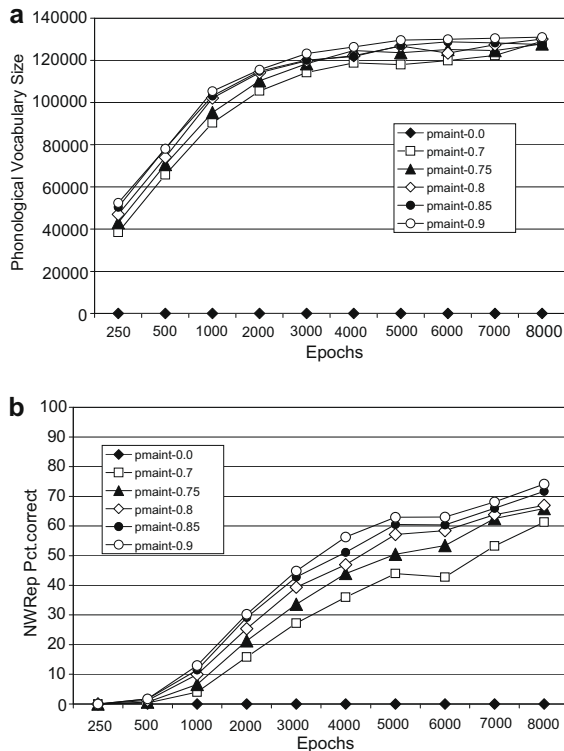 a
140000
120000
100000
80000
60000
40000
20000
0
Phonological Vocabulary Size
pmaint-0.0
pmaint-0.7
pmaint-0.75
pmaint-0.8
pmaint-0.85
pmaint-0.9
250 500 1000 2000 3000 4000 5000 6000 7000 8000
Epochs
b
100
90
80
70
60
50
40
30
20
10
0
NWRep Pct.correct
pmaint-0.0
pmaint-0.7
pmaint-0.75
pmaint-0.8
pmaint-0.85
pmaint-0.9
250 500 1000 2000 3000 4000 5000 6000 7000 8000
Epochs